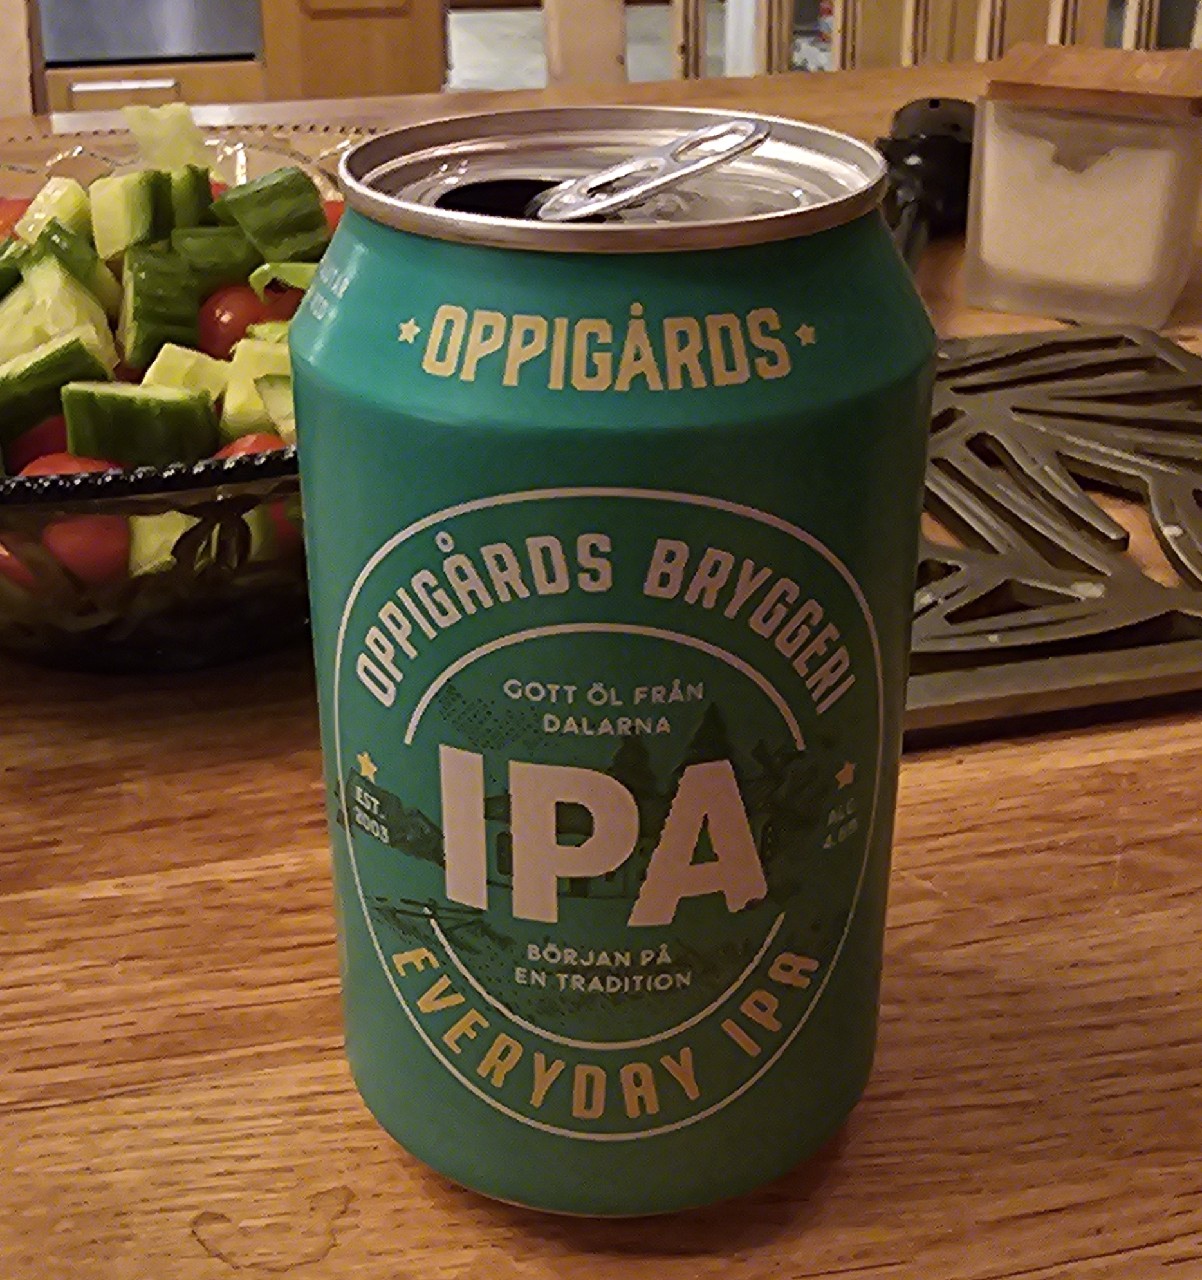 OPPIGÅRDS
OPPIGÅRDS BRYGGERI
GOTT ÖL FRÅN
DALARNA
IPA
EST.
2003
ALC.
BÖRJAN PÅ
EN TRADITION
EVERYDAY IPA